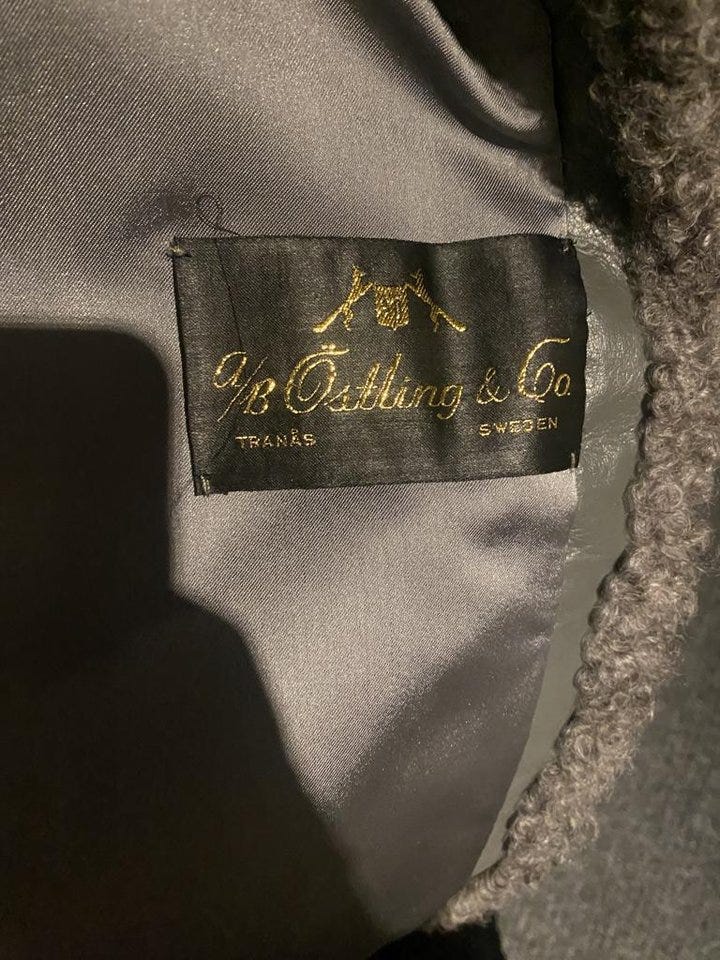 a/B Östling & Co.
TRANÅS SWEDEN